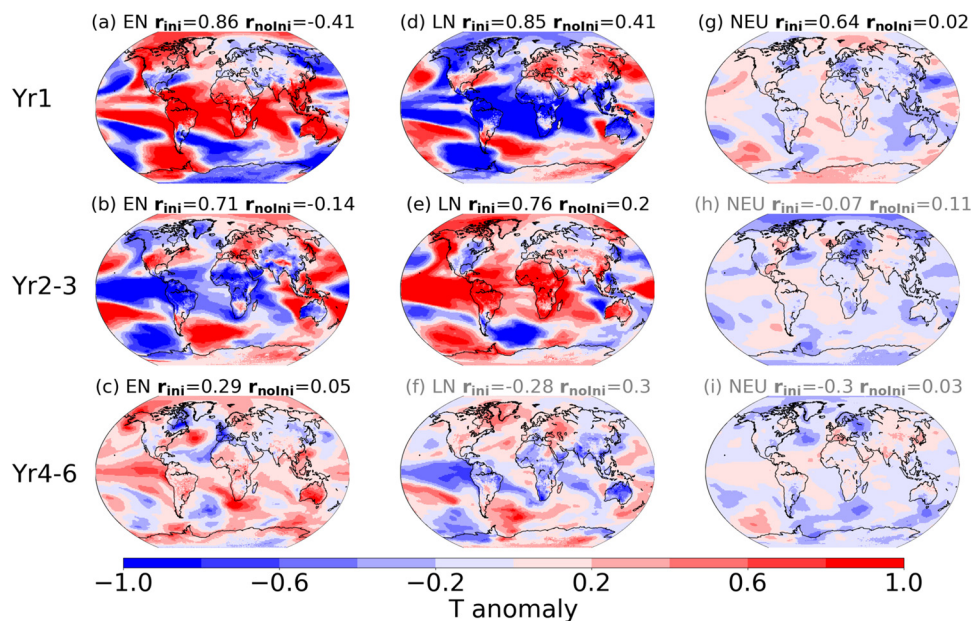 (a) EN r_ini=0.86 r_noIni=-0.41
(d) LN r_ini=0.85 r_noIni=0.41
(g) NEU r_ini=0.64 r_noIni=0.02
Yr1
(b) EN r_ini=0.71 r_noIni=-0.14
(e) LN r_ini=0.76 r_noIni=0.2
(h) NEU r_ini=-0.07 r_noIni=0.11
Yr2-3
(c) EN r_ini=0.29 r_noIni=0.05
(f) LN r_ini=-0.28 r_noIni=0.3
(i) NEU r_ini=-0.3 r_noIni=0.03
Yr4-6
−1.0 −0.6 −0.2 0.2 0.6 1.0
T anomaly